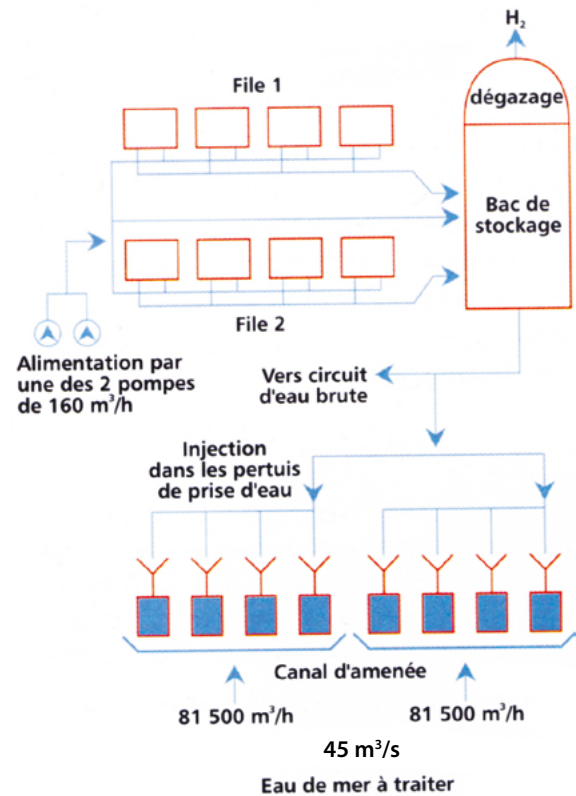 H₂
dégazage
File 1
Bac de
stockage
File 2
Alimentation par
une des 2 pompes
de 160 m³/h
Vers circuit
d'eau brute
Injection
dans les pertuis
de prise d'eau
Canal d'amenée
81 500 m³/h
81 500 m³/h
45 m³/s
Eau de mer à traiter